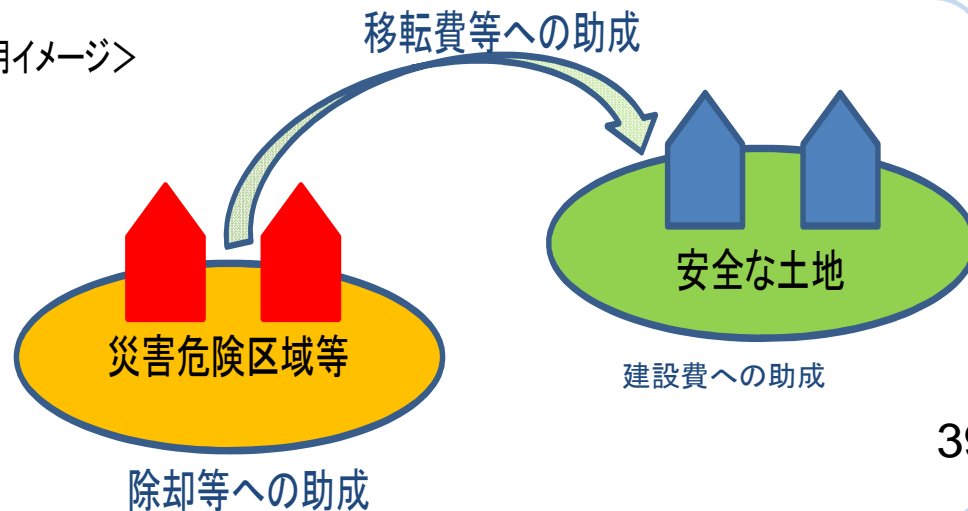 移転費等への助成
用イメージ＞
安全な土地
災害危険区域等
建設費への助成
39
除却等への助成